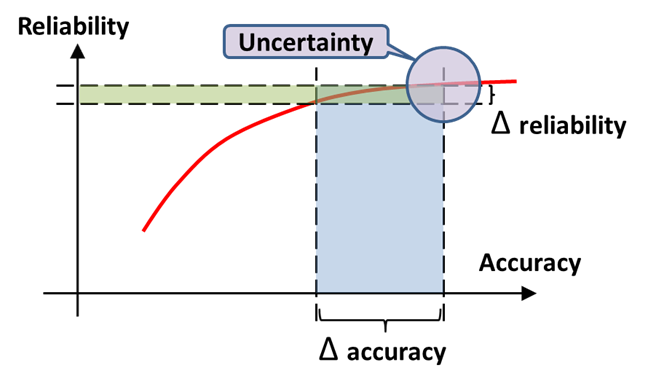 Reliability
Uncertainty
Δ reliability
Accuracy
Δ accuracy